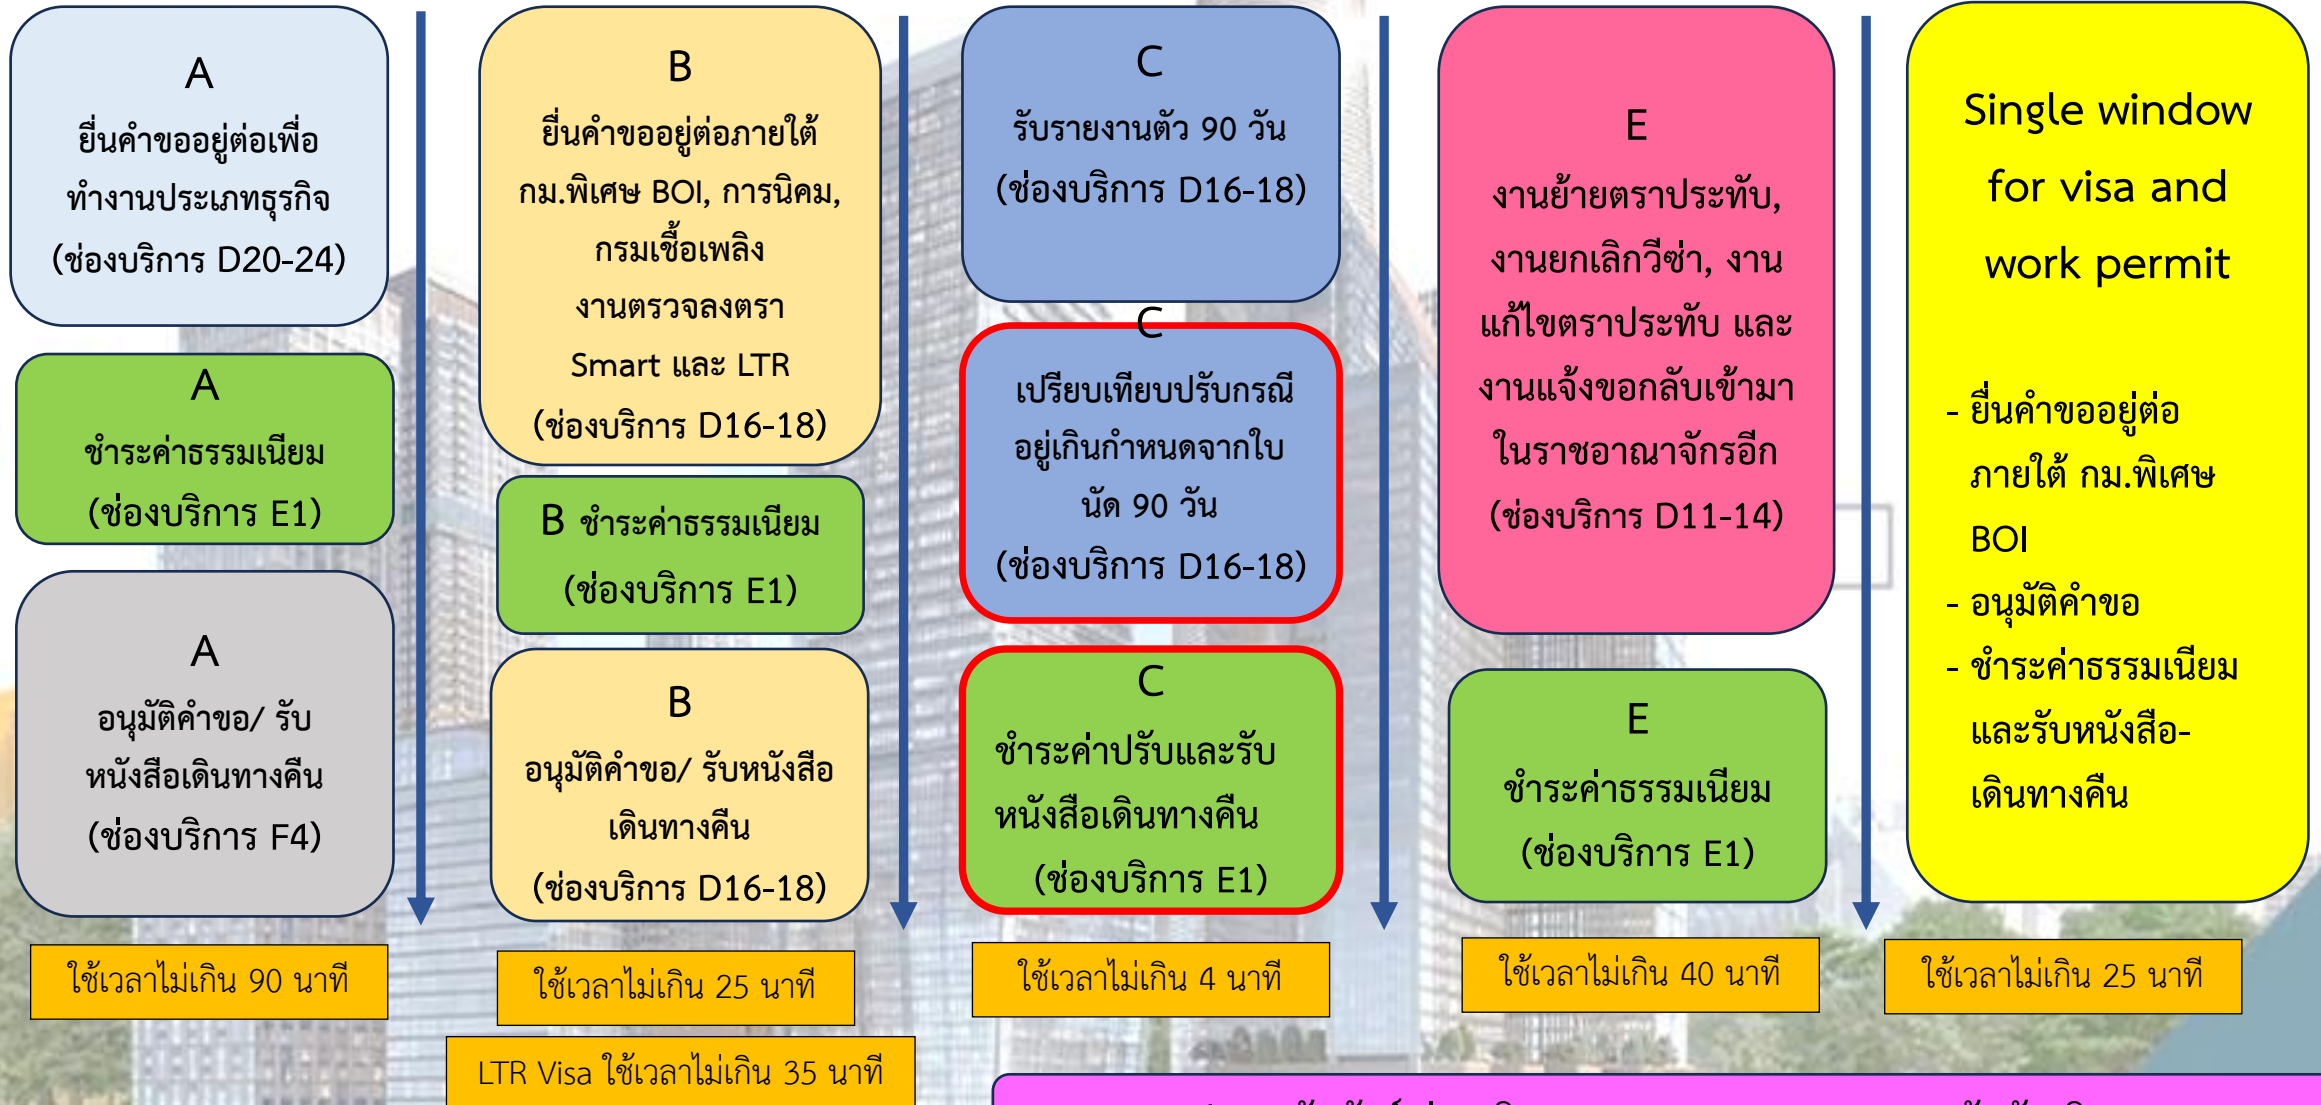 A
ยื่นคำขออยู่ต่อเพื่อ
ทำงานประเภทธุรกิจ
(ช่องบริการ D20-24)
A
ชำระค่าธรรมเนียม
(ช่องบริการ E1)
A
อนุมัติคำขอ/ รับ
หนังสือเดินทางคืน
(ช่องบริการ F4)
ใช้เวลาไม่เกิน 90 นาที
B
ยื่นคำขออยู่ต่อภายใต้
กม.พิเศษ BOI, การนิคม,
กรมเชื้อเพลิง
งานตรวจลงตรา
Smart และ LTR
(ช่องบริการ D16-18)
B ชำระค่าธรรมเนียม
(ช่องบริการ E1)
B
อนุมัติคำขอ/ รับหนังสือ
เดินทางคืน
(ช่องบริการ D16-18)
ใช้เวลาไม่เกิน 25 นาที
LTR Visa ใช้เวลาไม่เกิน 35 นาที
C
รับรายงานตัว 90 วัน
(ช่องบริการ D16-18)
C
เปรียบเทียบปรับกรณี
อยู่เกินกำหนดจากใบ
นัด 90 วัน
(ช่องบริการ D16-18)
C
ชำระค่าปรับและรับ
หนังสือเดินทางคืน
(ช่องบริการ E1)
ใช้เวลาไม่เกิน 4 นาที
E
งานย้ายตราประทับ,
งานยกเลิกวีซ่า, งาน
แก้ไขตราประทับ และ
งานแจ้งขอกลับเข้ามา
ในราชอาณาจักรอีก
(ช่องบริการ D11-14)
E
ชำระค่าธรรมเนียม
(ช่องบริการ E1)
ใช้เวลาไม่เกิน 40 นาที
Single window
for visa and
work permit
- ยื่นคำขออยู่ต่อ
ภายใต้ กม.พิเศษ
BOI
- อนุมัติคำขอ
- ชำระค่าธรรมเนียม
และรับหนังสือ-
เดินทางคืน
ใช้เวลาไม่เกิน 25 นาที